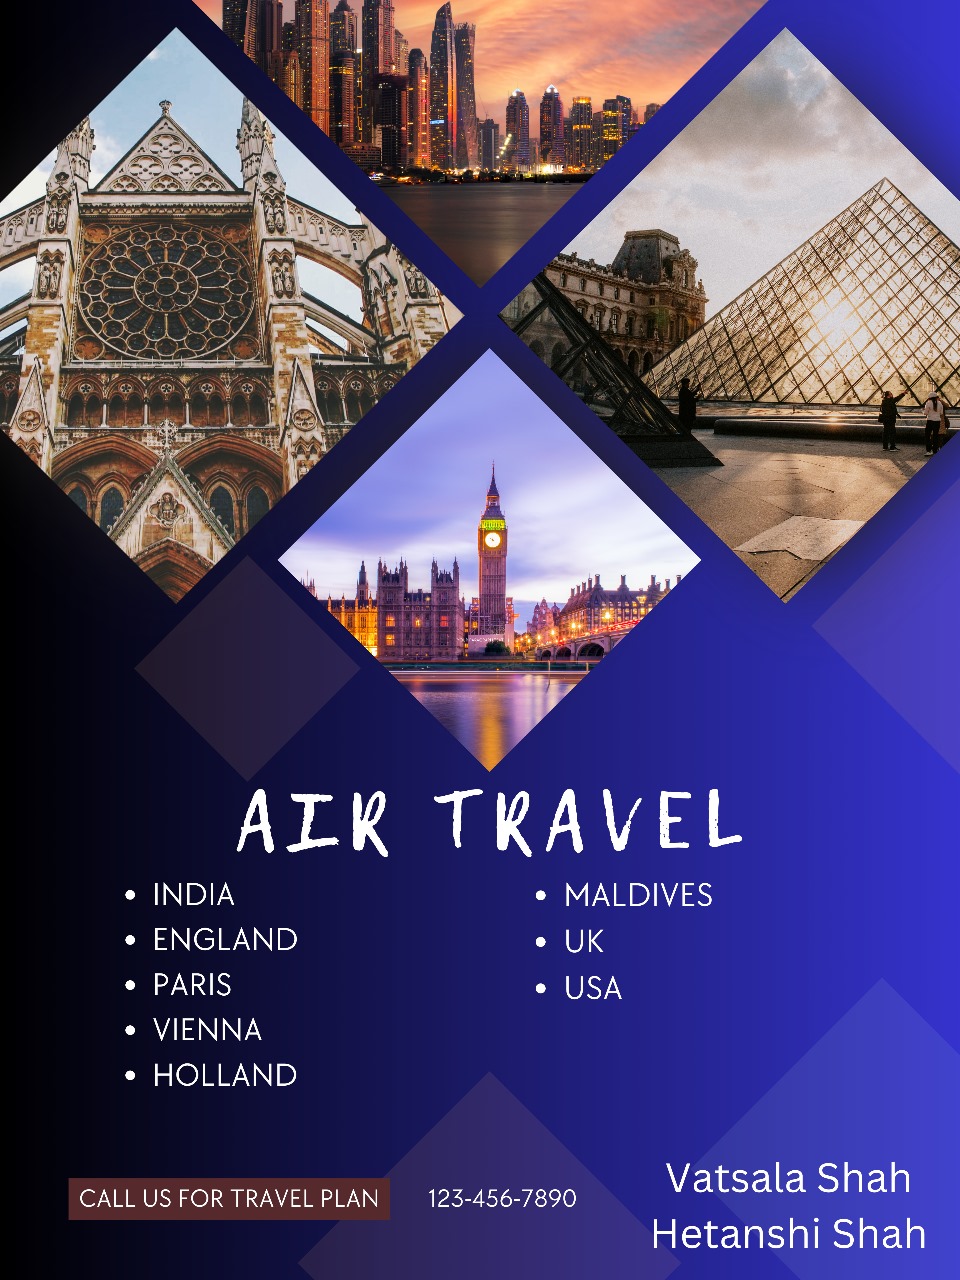 AIR TRAVEL
INDIA
ENGLAND
PARIS
VIENNA
HOLLAND
MALDIVES
UK
USA
CALL US FOR TRAVEL PLAN
123-456-7890
Vatsala Shah
Hetanshi Shah